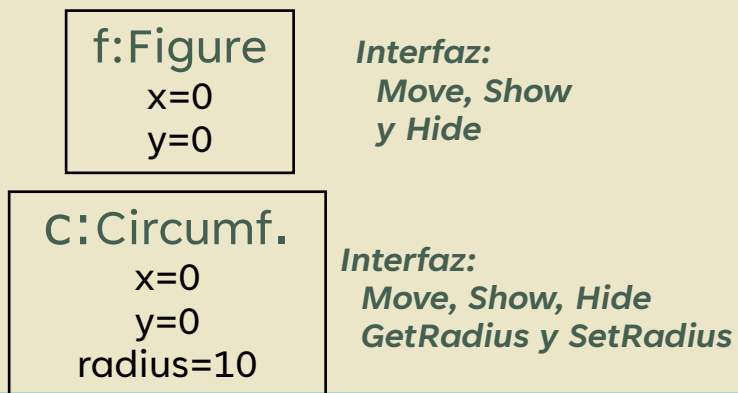 f:Figure
x=0
y=0
Interfaz:
Move, Show
y Hide
c:Circumf.
x=0
y=0
radius=10
Interfaz:
Move, Show, Hide
GetRadius y SetRadius